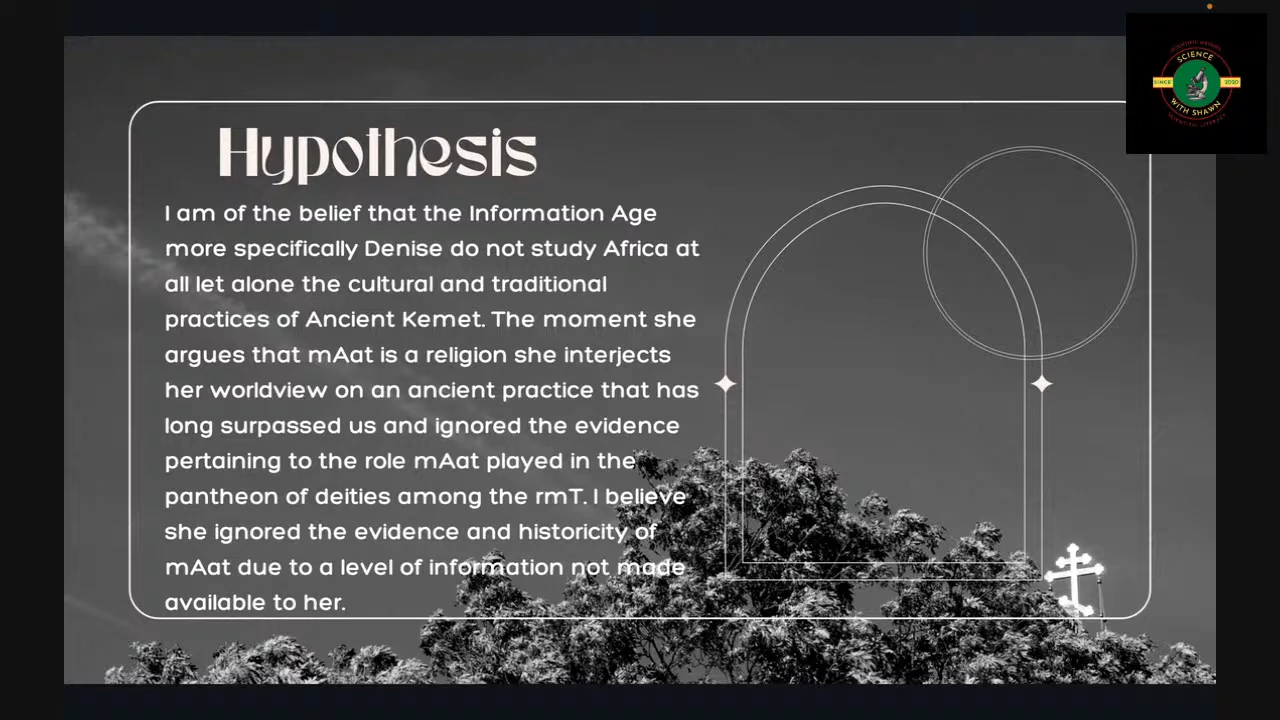 Hypothesis
I am of the belief that the Information Age
more specifically Denise do not study Africa at
all let alone the cultural and traditional
practices of Ancient Kemet. The moment she
argues that mAat is a religion she interjects
her worldview on an ancient practice that has
long surpassed us and ignored the evidence
pertaining to the role mAat played in the
pantheon of deities among the rmT. I believe
she ignored the evidence and historicity of
mAat due to a level of information not made
available to her.
SCIENCE
SINCE 2020
WITH SHAWN
SCIENTIFIC LITERACY